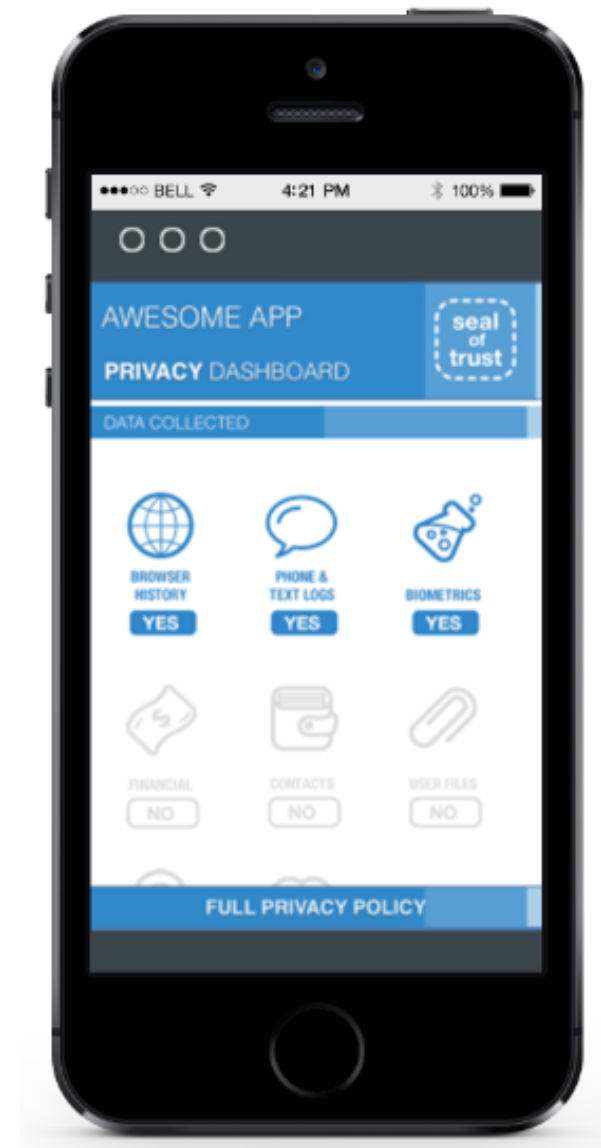 BELL 4:21 PM 100%
AWESOME APP
PRIVACY DASHBOARD
seal
of
trust
DATA COLLECTED
BROWSER
HISTORY
YES
PHONE &
TEXT LOGS
YES
BIOMETRICS
YES
FINANCIAL
NO
CONTACTS
NO
USER FILES
NO
FULL PRIVACY POLICY